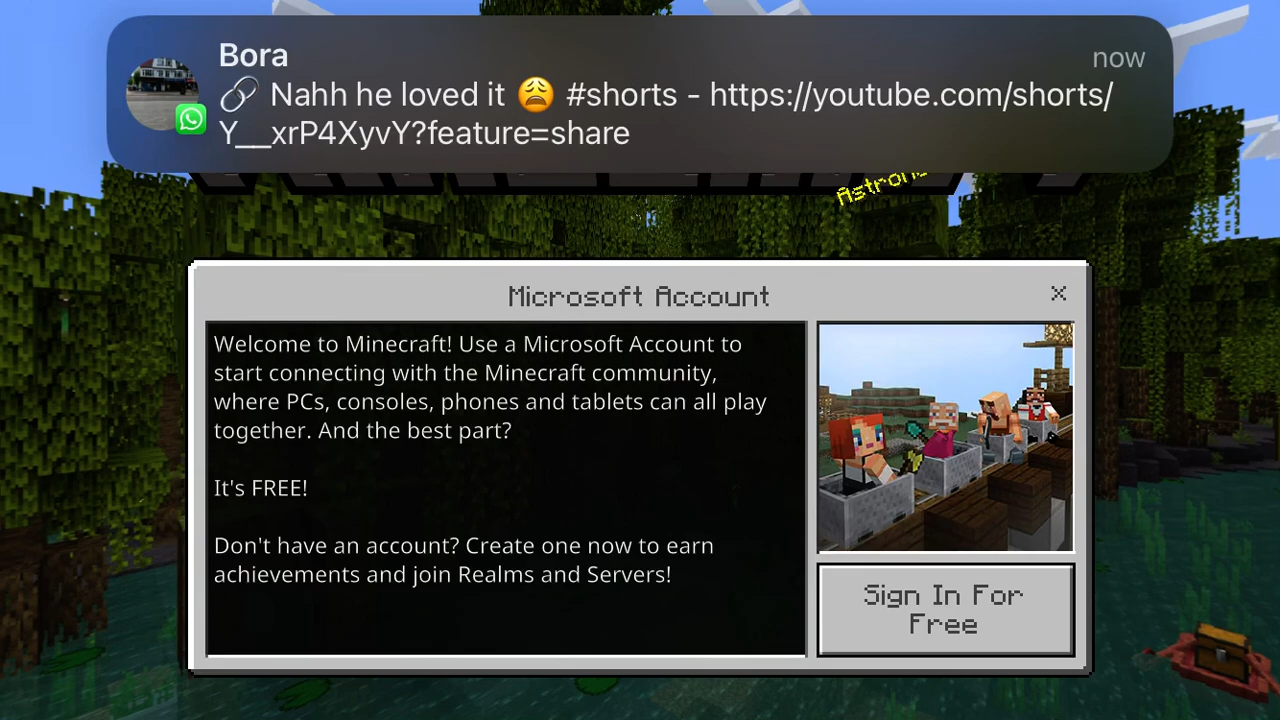 Bora
now
🔗 Nahh he loved it 😩 #shorts - https://youtube.com/shorts/
Y__xrP4XyvY?feature=share
Microsoft Account
Welcome to Minecraft! Use a Microsoft Account to
start connecting with the Minecraft community,
where PCs, consoles, phones and tablets can all play
together. And the best part?
It's FREE!
Don't have an account? Create one now to earn
achievements and join Realms and Servers!
Sign In For
Free